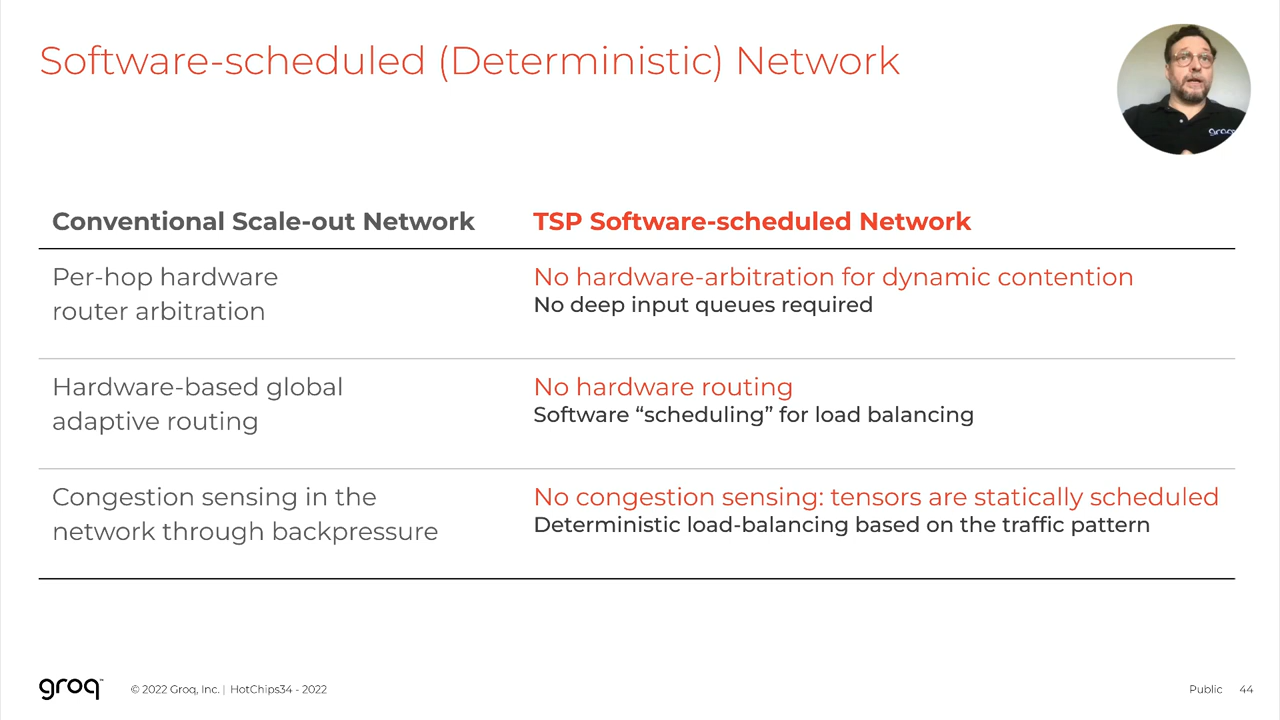 Software-scheduled (Deterministic) Network
groq
Conventional Scale-out Network
TSP Software-scheduled Network
Per-hop hardware
router arbitration
No hardware-arbitration for dynamic contention
No deep input queues required
Hardware-based global
adaptive routing
No hardware routing
Software “scheduling” for load balancing
Congestion sensing in the
network through backpressure
No congestion sensing: tensors are statically scheduled
Deterministic load-balancing based on the traffic pattern
groq™
© 2022 Groq, Inc. | HotChips34 - 2022
Public 44